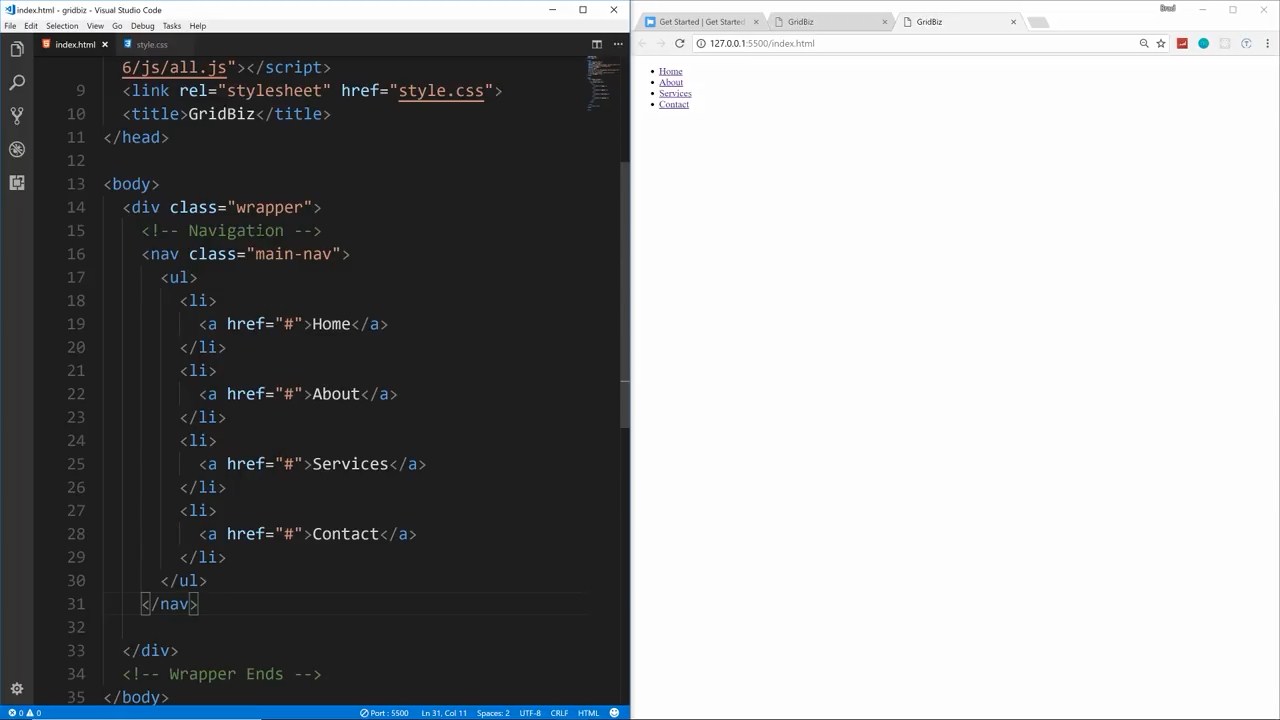 index.html - gridbiz - Visual Studio Code
File Edit Selection View Go Debug Tasks Help
index.html style.css
6/js/all.js"></script>
9 <link rel="stylesheet" href="style.css">
10 <title>GridBiz</title>
11 </head>
12
13 <body>
14 <div class="wrapper">
15 <!-- Navigation -->
16 <nav class="main-nav">
17 <ul>
18 <li>
19 <a href="#">Home</a>
20 </li>
21 <li>
22 <a href="#">About</a>
23 </li>
24 <li>
25 <a href="#">Services</a>
26 </li>
27 <li>
28 <a href="#">Contact</a>
29 </li>
30 </ul>
31 </nav>
32
33 </div>
34 <!-- Wrapper Ends -->
35 </body>
0 0 Port : 5500 Ln 31, Col 11 Spaces: 2 UTF-8 CRLF HTML
Brad
Get Started | Get Started GridBiz GridBiz
127.0.0.1:5500/index.html
Home
About
Services
Contact